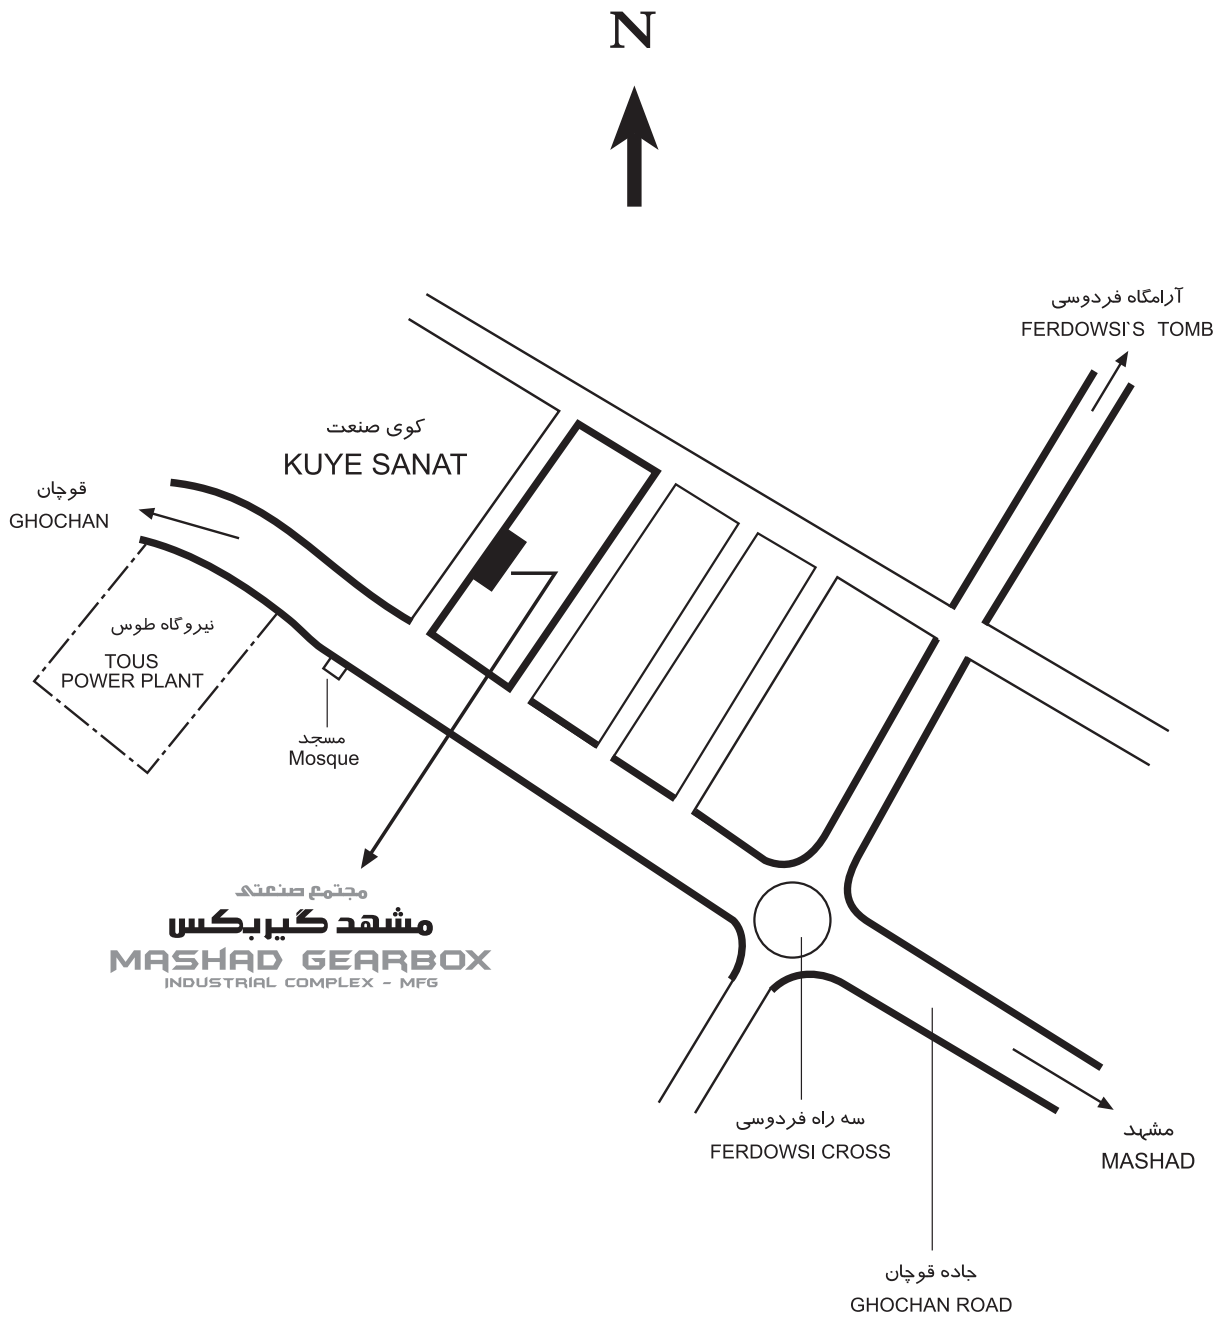 N
آرامگاه فردوسی
FERDOWSI`S TOMB
کوی صنعت
KUYE SANAT
قوچان
GHOCHAN
نیروگاه طوس
TOUS
POWER PLANT
مسجد
Mosque
مجتمع صنعتی
مشهد گیربکس
MASHAD GEARBOX
INDUSTRIAL COMPLEX - MFG
سه راه فردوسی
FERDOWSI CROSS
مشهد
MASHAD
جاده قوچان
GHOCHAN ROAD